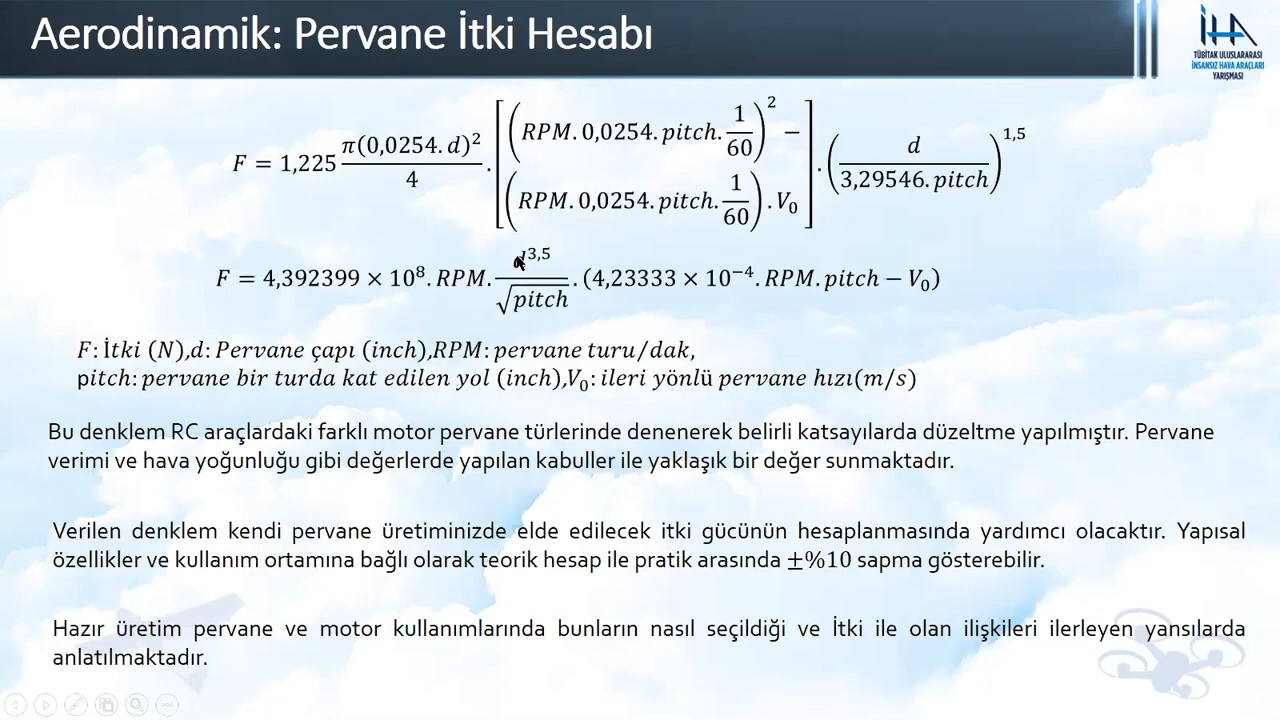 Aerodinamik: Pervane İtki Hesabı
İHA
TÜBİTAK ULUSLARARASI
İNSANSIZ HAVA ARAÇLARI
YARIŞMASI
F = 1,225 π(0,0254.d)²/4 . [(RPM.0,0254.pitch.1/60)² − (RPM.0,0254.pitch.1/60).V₀] . (d/3,29546.pitch)^1,5
F = 4,392399 × 10⁸.RPM. d^3,5/√pitch .(4,23333 × 10⁻⁴.RPM.pitch − V₀)
F: İtki (N),d: Pervane çapı (inch),RPM: pervane turu/dak,
pitch: pervane bir turda kat edilen yol (inch),V₀: ileri yönlü pervane hızı(m/s)
Bu denklem RC araçlardaki farklı motor pervane türlerinde denenerek belirli katsayılarda düzeltme yapılmıştır. Pervane
verimi ve hava yoğunluğu gibi değerlerde yapılan kabuller ile yaklaşık bir değer sunmaktadır.
Verilen denklem kendi pervane üretiminizde elde edilecek itki gücünün hesaplanmasında yardımcı olacaktır. Yapısal
özellikler ve kullanım ortamına bağlı olarak teorik hesap ile pratik arasında ±%10 sapma gösterebilir.
Hazır üretim pervane ve motor kullanımlarında bunların nasıl seçildiği ve İtki ile olan ilişkileri ilerleyen yansılarda
anlatılmaktadır.